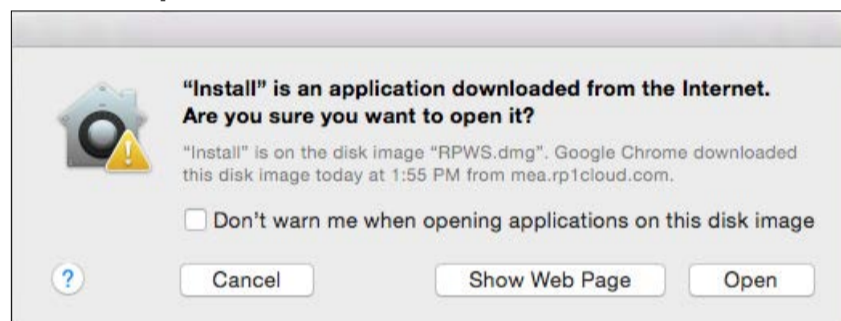 “Install” is an application downloaded from the Internet.
Are you sure you want to open it?
“Install” is on the disk image “RPWS.dmg”. Google Chrome downloaded
this disk image today at 1:55 PM from mea.rp1cloud.com.
Don’t warn me when opening applications on this disk image
?
Cancel
Show Web Page
Open